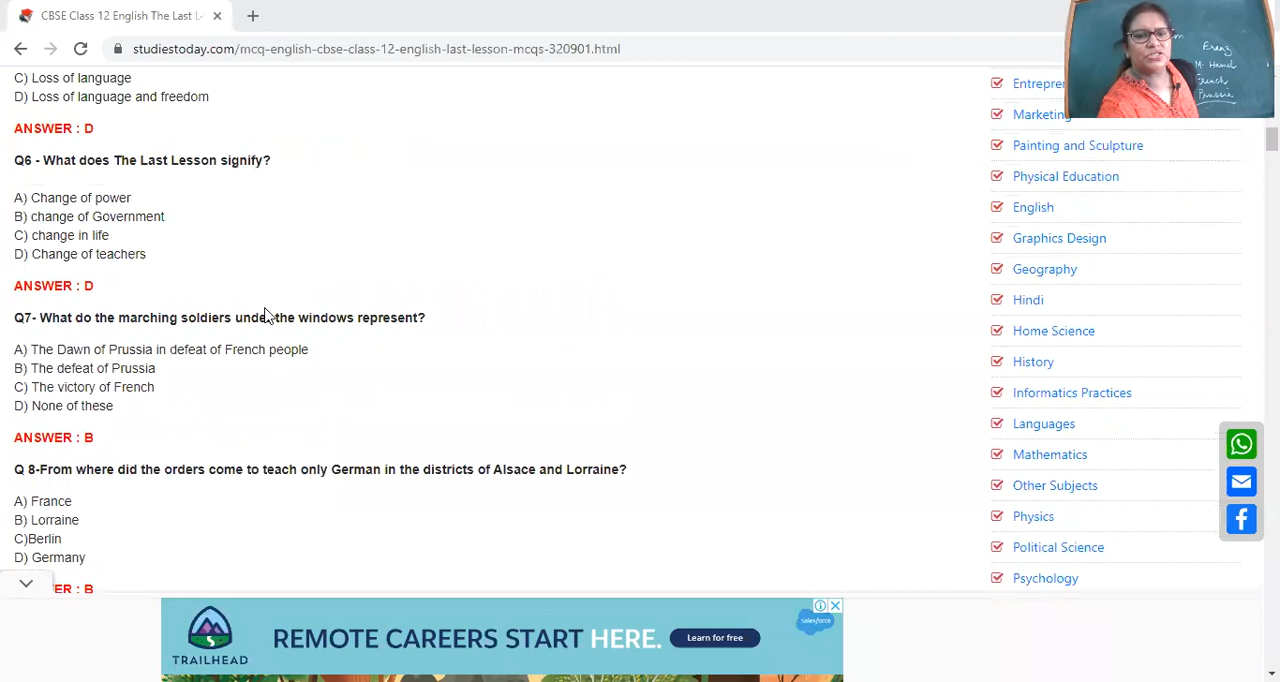 CBSE Class 12 English The Last L
studiestoday.com/mcq-english-cbse-class-12-english-last-lesson-mcqs-320901.html
C) Loss of language
D) Loss of language and freedom
ANSWER : D
Q6 - What does The Last Lesson signify?
A) Change of power
B) change of Government
C) change in life
D) Change of teachers
ANSWER : D
Q7- What do the marching soldiers under the windows represent?
A) The Dawn of Prussia in defeat of French people
B) The defeat of Prussia
C) The victory of French
D) None of these
ANSWER : B
Q 8-From where did the orders come to teach only German in the districts of Alsace and Lorraine?
A) France
B) Lorraine
C)Berlin
D) Germany
ER : B
Entrepre
Marketing
Painting and Sculpture
Physical Education
English
Graphics Design
Geography
Hindi
Home Science
History
Informatics Practices
Languages
Mathematics
Other Subjects
Physics
Political Science
Psychology
Franz
M. Hamel
French
Prussia
TRAILHEAD
REMOTE CAREERS START HERE.
Learn for free
salesforce